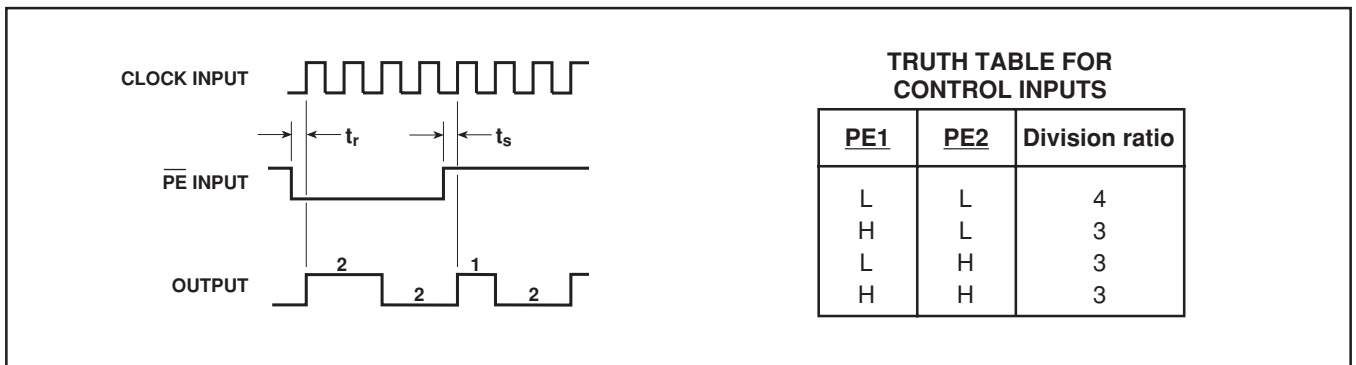 CLOCK INPUT
tr
ts
PE INPUT
2
1
OUTPUT
2
2
TRUTH TABLE FOR
CONTROL INPUTS
PE1 PE2 Division ratio
L L 4
H L 3
L H 3
H H 3